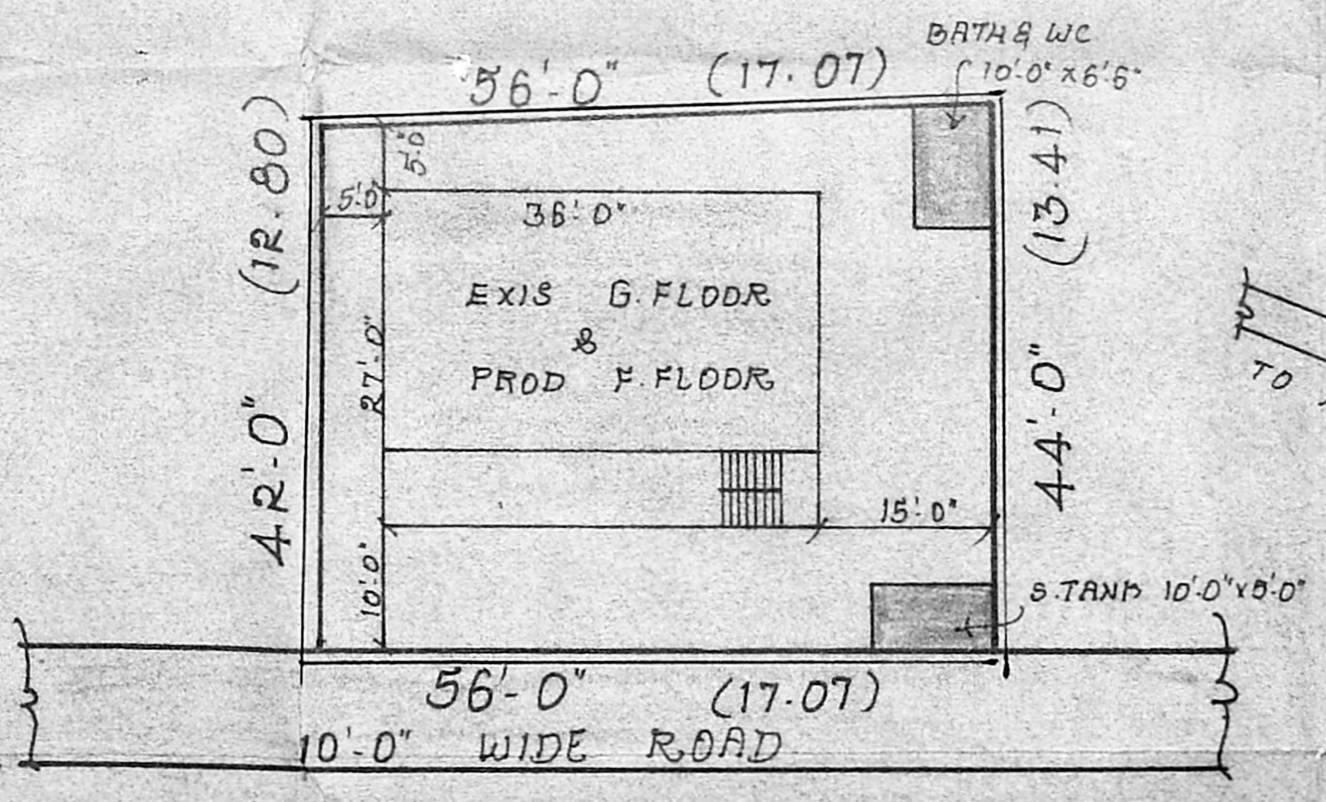 BATH & WC
10'-0" x 6'6"
56'-0" (17.07)
(12.80)
(13.41)
5'.0"
5'.0"
36'-0"
EXIS G.FLOOR
&
PROD F.FLOOR
27'-0"
42'-0"
44'-0"
TO
15'-0"
10'-0"
S.TANK 10'-0"x5'-0"
56'-0" (17.07)
10'-0" WIDE ROAD